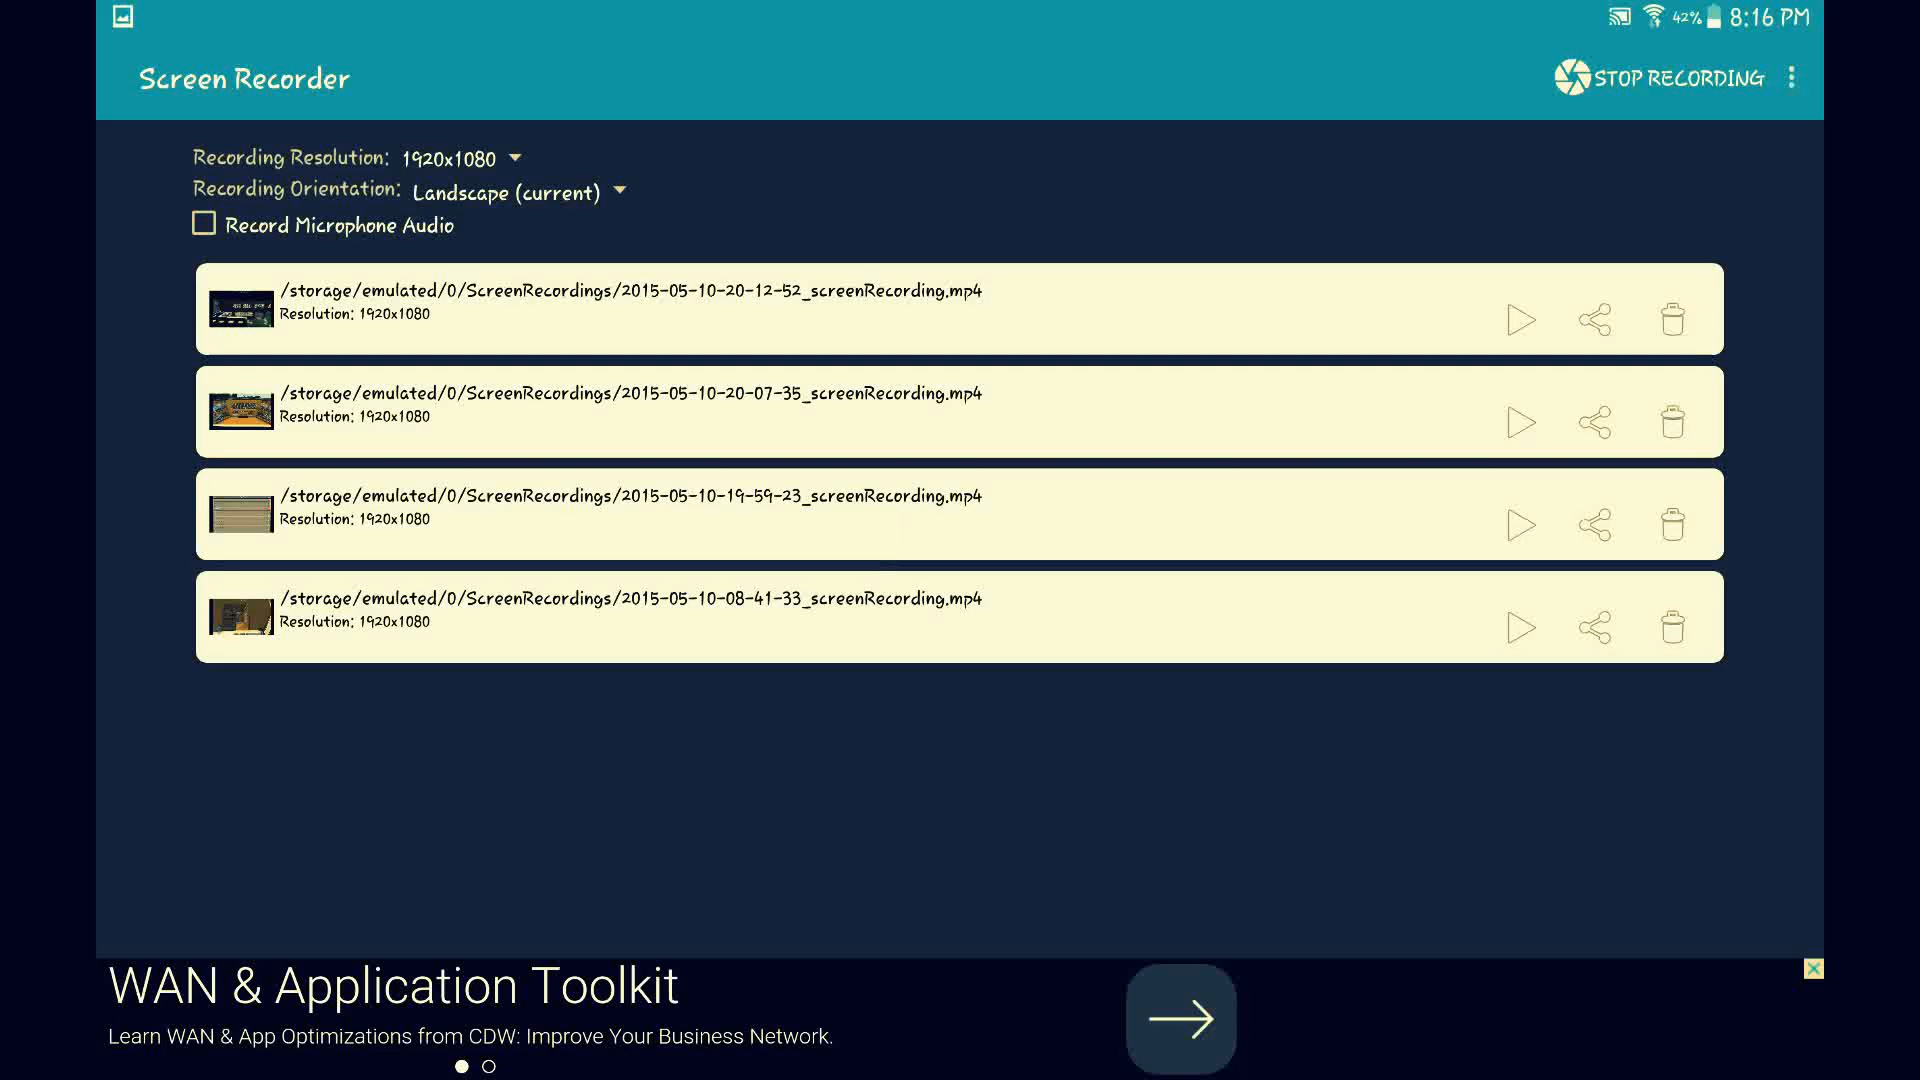 42% 8:16 PM
Screen Recorder
STOP RECORDING
Recording Resolution: 1920x1080
Recording Orientation: Landscape (current)
Record Microphone Audio
/storage/emulated/0/ScreenRecordings/2015-05-10-20-12-52_screenRecording.mp4
Resolution: 1920x1080
/storage/emulated/0/ScreenRecordings/2015-05-10-20-07-35_screenRecording.mp4
Resolution: 1920x1080
/storage/emulated/0/ScreenRecordings/2015-05-10-19-59-23_screenRecording.mp4
Resolution: 1920x1080
/storage/emulated/0/ScreenRecordings/2015-05-10-08-41-33_screenRecording.mp4
Resolution: 1920x1080
WAN & Application Toolkit
Learn WAN & App Optimizations from CDW: Improve Your Business Network.